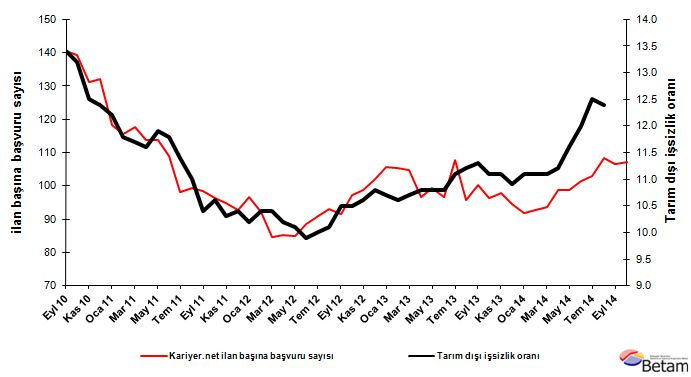 ilan başına başvuru sayısı
150
140
130
120
110
100
90
80
70
14.0
13.5
13.0
12.5
12.0
11.5
11.0
10.5
10.0
9.5
9.0
Tarım dışı işsizlik oranı
Eyl 10
Kas 10
Oca 11
Mar 11
May 11
Tem 11
Eyl 11
Kas 11
Oca 12
Mar 12
May 12
Tem 12
Eyl 12
Kas 12
Oca 13
Mar 13
May 13
Tem 13
Eyl 13
Kas 13
Oca 14
Mar 14
May 14
Tem 14
Eyl 14
Kariyer.net ilan başına başvuru sayısı
Tarım dışı işsizlik oranı
Betam